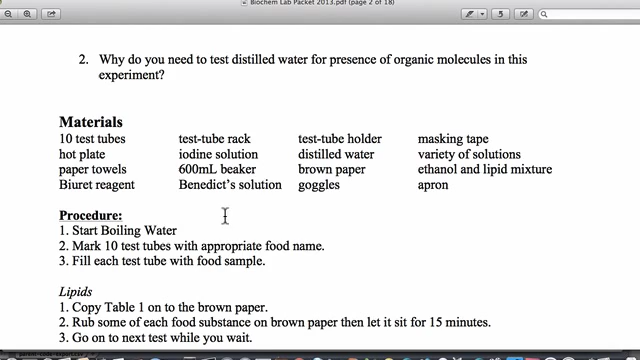 Biochem Lab Packet 2013.pdf (page 2 of 18)
5
2. Why do you need to test distilled water for presence of organic molecules in this
experiment?
Materials
10 test tubes test-tube rack test-tube holder masking tape
hot plate iodine solution distilled water variety of solutions
paper towels 600mL beaker brown paper ethanol and lipid mixture
Biuret reagent Benedict's solution goggles apron
Procedure:
1. Start Boiling Water
2. Mark 10 test tubes with appropriate food name.
3. Fill each test tube with food sample.
Lipids
1. Copy Table 1 on to the brown paper.
2. Rub some of each food substance on brown paper then let it sit for 15 minutes.
3. Go on to next test while you wait.